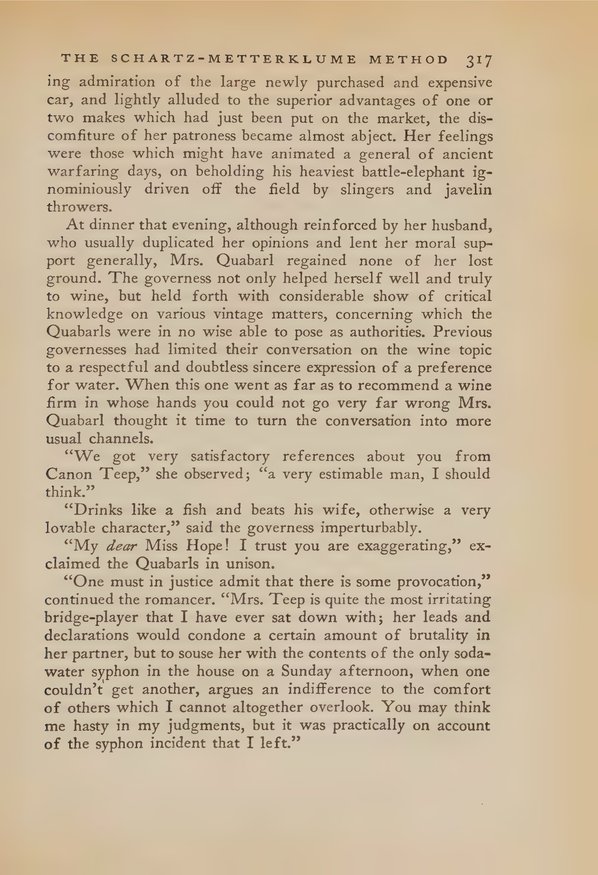 THE SCHARTZ-METTERKLUME METHOD 317
ing admiration of the large newly purchased and expensive
car, and lightly alluded to the superior advantages of one or
two makes which had just been put on the market, the dis-
comfiture of her patroness became almost abject. Her feelings
were those which might have animated a general of ancient
warfaring days, on beholding his heaviest battle-elephant ig-
nominiously driven off the field by slingers and javelin
throwers.
At dinner that evening, although reinforced by her husband,
who usually duplicated her opinions and lent her moral sup-
port generally, Mrs. Quabarl regained none of her lost
ground. The governess not only helped herself well and truly
to wine, but held forth with considerable show of critical
knowledge on various vintage matters, concerning which the
Quabarls were in no wise able to pose as authorities. Previous
governesses had limited their conversation on the wine topic
to a respectful and doubtless sincere expression of a preference
for water. When this one went as far as to recommend a wine
firm in whose hands you could not go very far wrong Mrs.
Quabarl thought it time to turn the conversation into more
usual channels.
“We got very satisfactory references about you from
Canon Teep,” she observed; “a very estimable man, I should
think.”
“Drinks like a fish and beats his wife, otherwise a very
lovable character,” said the governess imperturbably.
“My dear Miss Hope! I trust you are exaggerating,” ex-
claimed the Quabarls in unison.
“One must in justice admit that there is some provocation,”
continued the romancer. “Mrs. Teep is quite the most irritating
bridge-player that I have ever sat down with; her leads and
declarations would condone a certain amount of brutality in
her partner, but to souse her with the contents of the only soda-
water syphon in the house on a Sunday afternoon, when one
couldn’t get another, argues an indifference to the comfort
of others which I cannot altogether overlook. You may think
me hasty in my judgments, but it was practically on account
of the syphon incident that I left.”